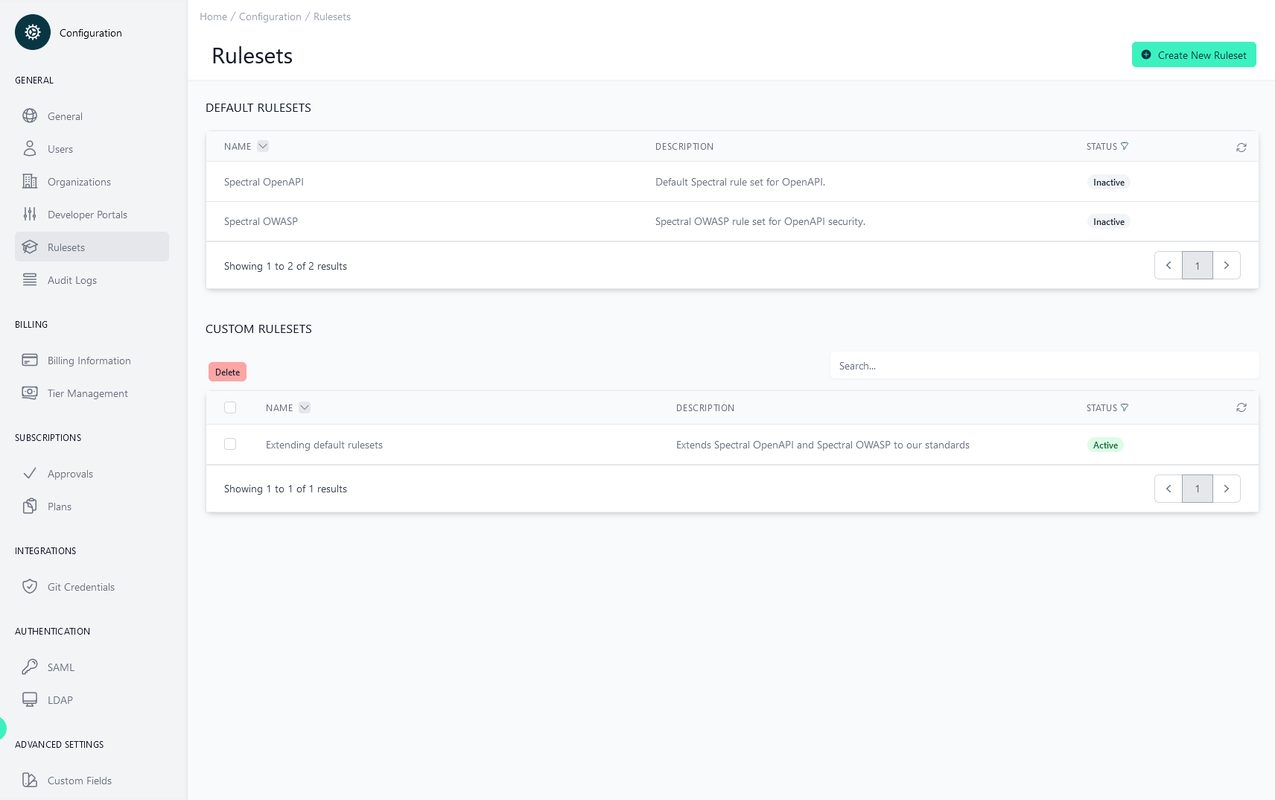 Configuration
GENERAL
General
Users
Organizations
Developer Portals
Rulesets
Audit Logs
BILLING
Billing Information
Tier Management
SUBSCRIPTIONS
Approvals
Plans
INTEGRATIONS
Git Credentials
AUTHENTICATION
SAML
LDAP
ADVANCED SETTINGS
Custom Fields
Home / Configuration / Rulesets
Rulesets
Create New Ruleset
DEFAULT RULESETS
NAME DESCRIPTION STATUS
Spectral OpenAPI Default Spectral rule set for OpenAPI. Inactive
Spectral OWASP Spectral OWASP rule set for OpenAPI security. Inactive
Showing 1 to 2 of 2 results 1
CUSTOM RULESETS
Delete Search...
NAME DESCRIPTION STATUS
Extending default rulesets Extends Spectral OpenAPI and Spectral OWASP to our standards Active
Showing 1 to 1 of 1 results 1